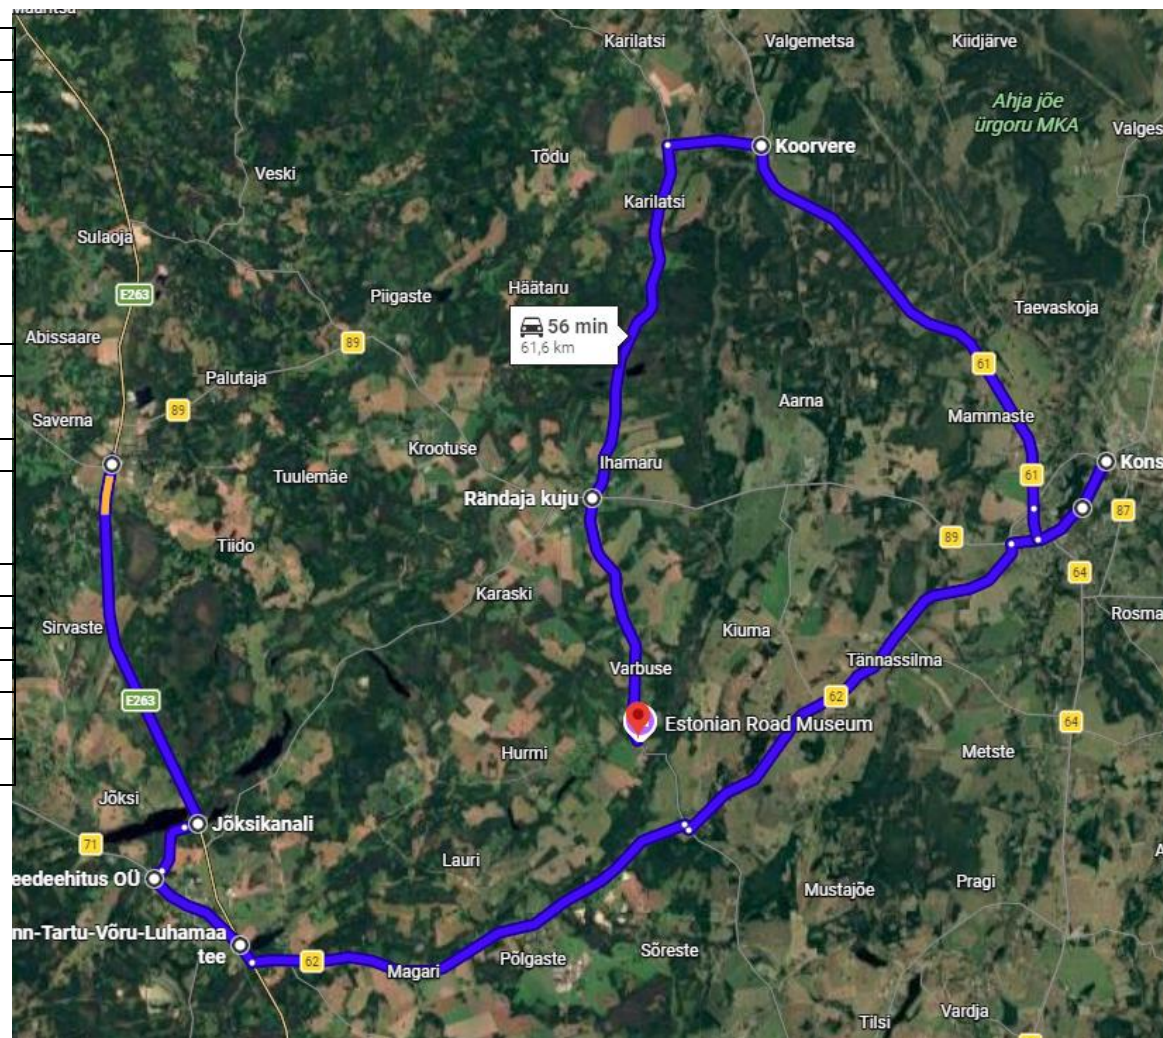 Karilatsi
Valgemetsa
Kiidjärve
Ahja jõe
ürgoru MKA
Valges
Koorvere
Tõdu
Veski
Karilatsi
Sulaoja
E263
Piigaste
Häätaru
Taevaskoja
56 min
61,6 km
Abissaare
89
61
Palutaja
Aarna
89
Saverna
Mammaste
Krootuse
Ihamaru
Kons
Tuulemäe
61
Rändaja kuju
87
Tiido
89
64
Karaski
Sirvaste
Kiuma
Rosma
Varbuse
Tännassilma
E263
62
Estonian Road Museum
64
Hurmi
Metste
Jõksi
Jõksikanali
71
Lauri
eedeehitus OÜ
Mustajõe
Pragi
nn-Tartu-Võru-Luhamaa
tee
62
Magari
Põlgaste
Sõreste
Vardja
Tilsi